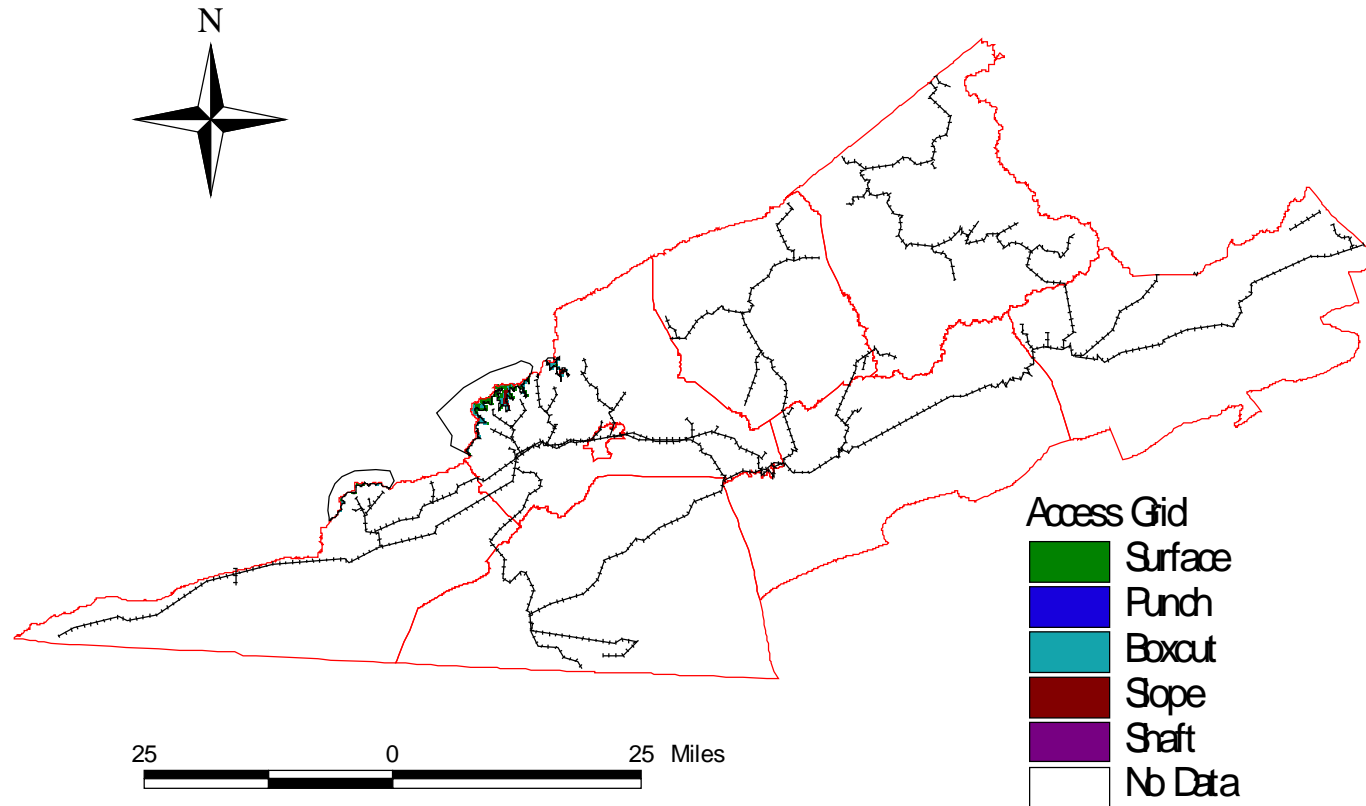 N
Access Grid
Surface
Punch
Boxcut
Slope
Shaft
No Data
25 0 25 Miles